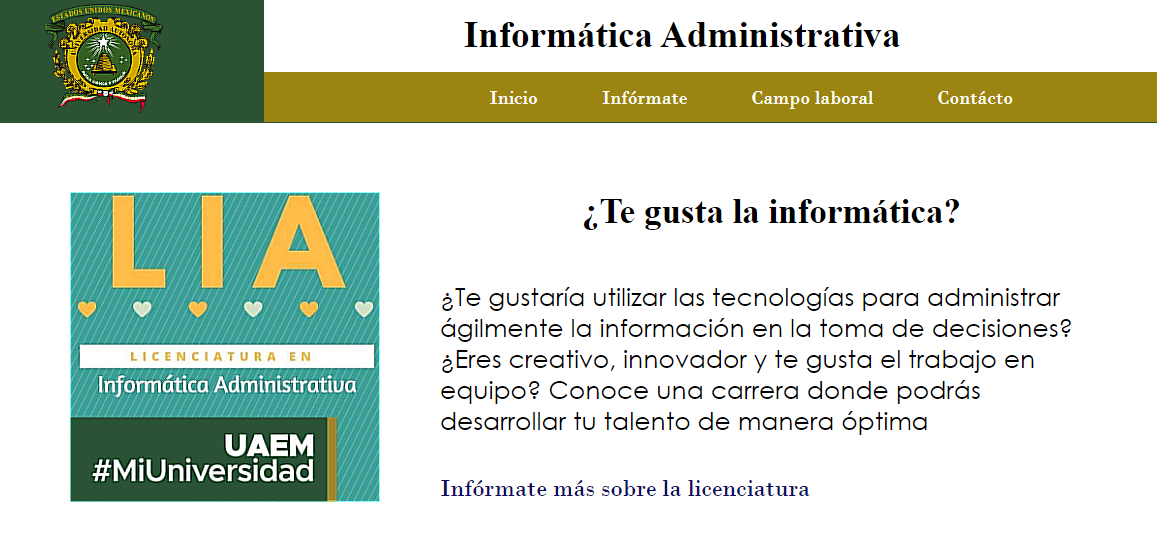 ESTADOS UNIDOS MEXICANOS
Informática Administrativa
Inicio Infórmate Campo laboral Contácto
LIA
LICENCIATURA EN
Informática Administrativa
UAEM
#MiUniversidad
¿Te gusta la informática?
¿Te gustaría utilizar las tecnologías para administrar
ágilmente la información en la toma de decisiones?
¿Eres creativo, innovador y te gusta el trabajo en
equipo? Conoce una carrera donde podrás
desarrollar tu talento de manera óptima
Infórmate más sobre la licenciatura